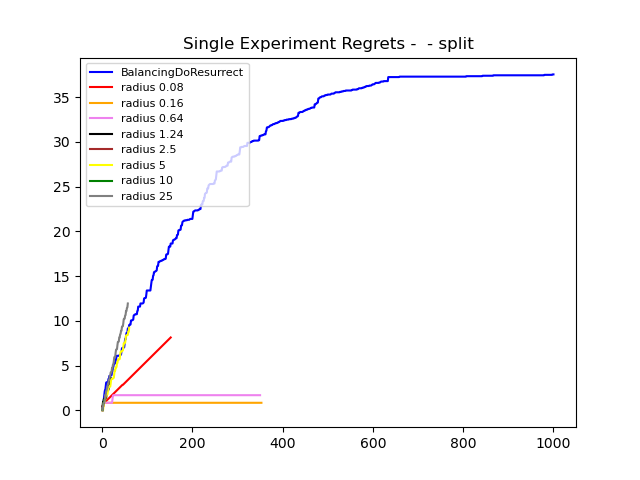 Single Experiment Regrets -  - split
BalancingDoResurrect
radius 0.08
radius 0.16
radius 0.64
radius 1.24
radius 2.5
radius 5
radius 10
radius 25
35
30
25
20
15
10
5
0
0 200 400 600 800 1000